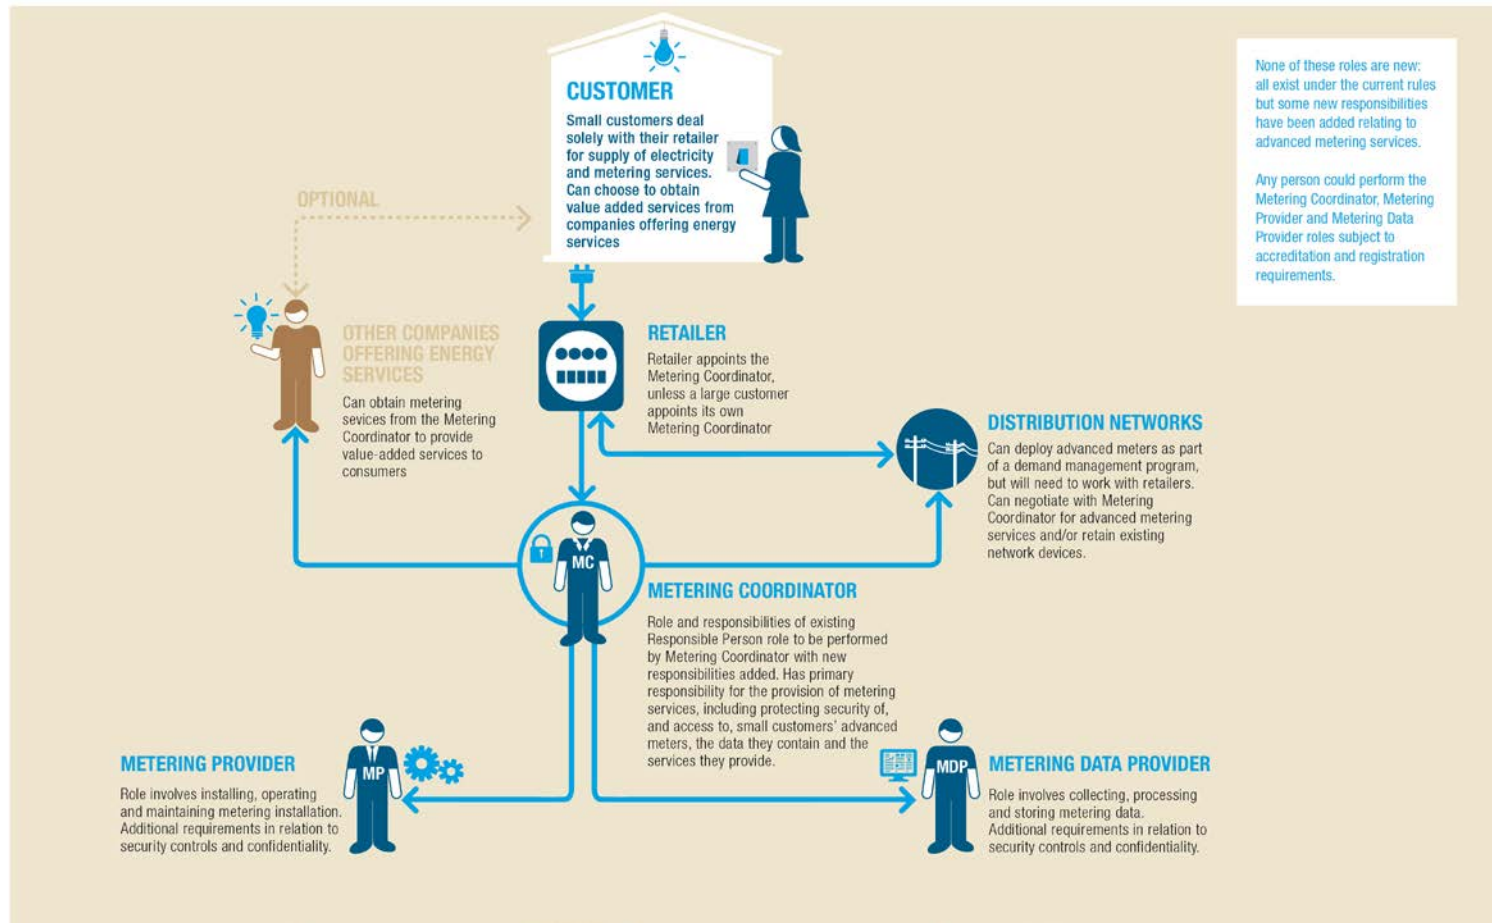 CUSTOMER
Small customers deal
solely with their retailer
for supply of electricity
and metering services.
Can choose to obtain
value added services from
companies offering energy
services
None of these roles are new:
all exist under the current rules
but some new responsibilities
have been added relating to
advanced metering services.
Any person could perform the
Metering Coordinator, Metering
Provider and Metering Data
Provider roles subject to
accreditation and registration
requirements.
OPTIONAL
OTHER COMPANIES
OFFERING ENERGY
SERVICES
Can obtain metering
sevices from the Metering
Coordinator to provide
value-added services to
consumers
RETAILER
Retailer appoints the
Metering Coordinator,
unless a large customer
appoints its own
Metering Coordinator
DISTRIBUTION NETWORKS
Can deploy advanced meters as part
of a demand management program,
but will need to work with retailers.
Can negotiate with Metering
Coordinator for advanced metering
services and/or retain existing
network devices.
MC
METERING COORDINATOR
Role and responsibilities of existing
Responsible Person role to be performed
by Metering Coordinator with new
responsibilities added. Has primary
responsibility for the provision of metering
services, including protecting security of,
and access to, small customers' advanced
meters, the data they contain and the
services they provide.
METERING PROVIDER
Role involves installing, operating
and maintaining metering installation.
Additional requirements in relation to
security controls and confidentiality.
MP
MDP
METERING DATA PROVIDER
Role involves collecting, processing
and storing metering data.
Additional requirements in relation to
security controls and confidentiality.